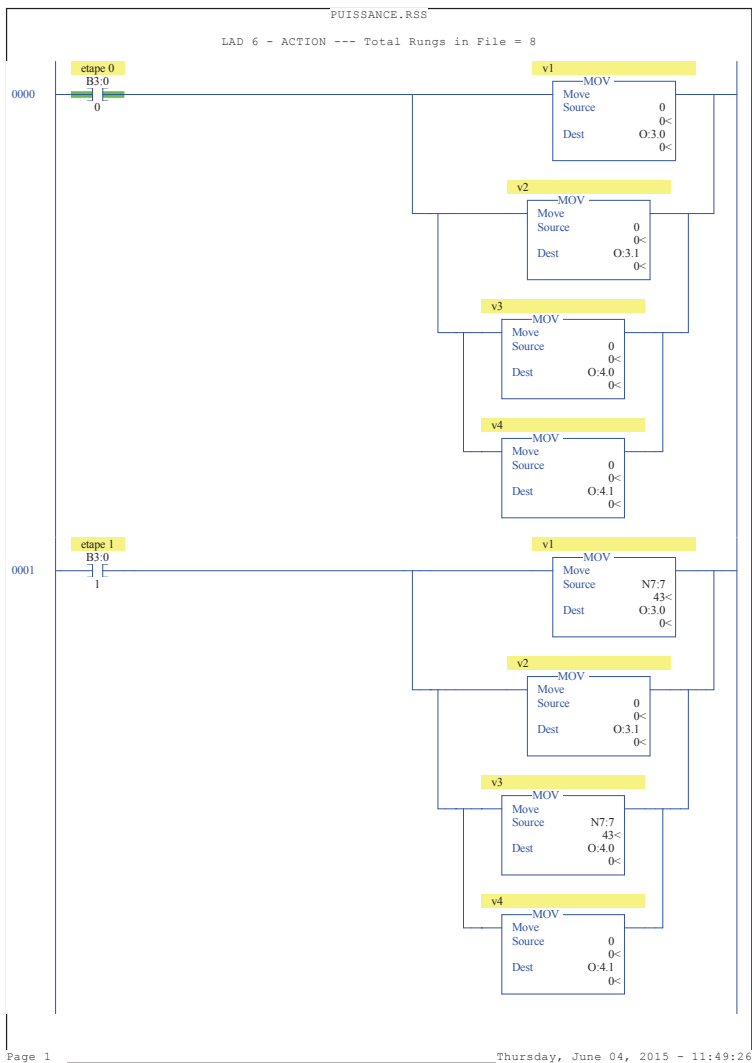 PUISSANCE.RSS
LAD 6 - ACTION --- Total Rungs in File = 8
0000
etape 0
B3:0
0
v1
MOV
Move
Source 0
0<
Dest O:3.0
0<
v2
MOV
Move
Source 0
0<
Dest O:3.1
0<
v3
MOV
Move
Source 0
0<
Dest O:4.0
0<
v4
MOV
Move
Source 0
0<
Dest O:4.1
0<
0001
etape 1
B3:0
1
v1
MOV
Move
Source N7:7
43<
Dest O:3.0
0<
v2
MOV
Move
Source 0
0<
Dest O:3.1
0<
v3
MOV
Move
Source N7:7
43<
Dest O:4.0
0<
v4
MOV
Move
Source 0
0<
Dest O:4.1
0<
Page 1 Thursday, June 04, 2015 - 11:49:26